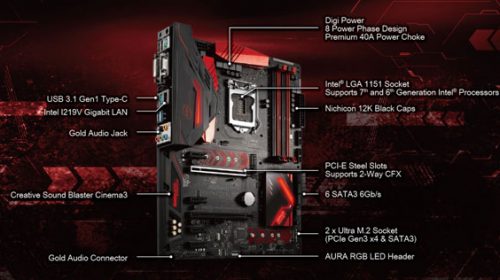 Digi Power
8 Power Phase Design
Premium 40A Power Choke
Intel® LGA 1151 Socket
Supports 7th and 6th Generation Intel® Processors
USB 3.1 Gen1 Type-C
Intel I219V Gigabit LAN
Nichicon 12K Black Caps
Gold Audio Jack
PCI-E Steel Slots
Supports 2-Way CFX
Creative Sound Blaster Cinema3
6 SATA3 6Gb/s
2 x Ultra M.2 Socket
(PCIe Gen3 x4 & SATA3)
Gold Audio Connector
AURA RGB LED Header